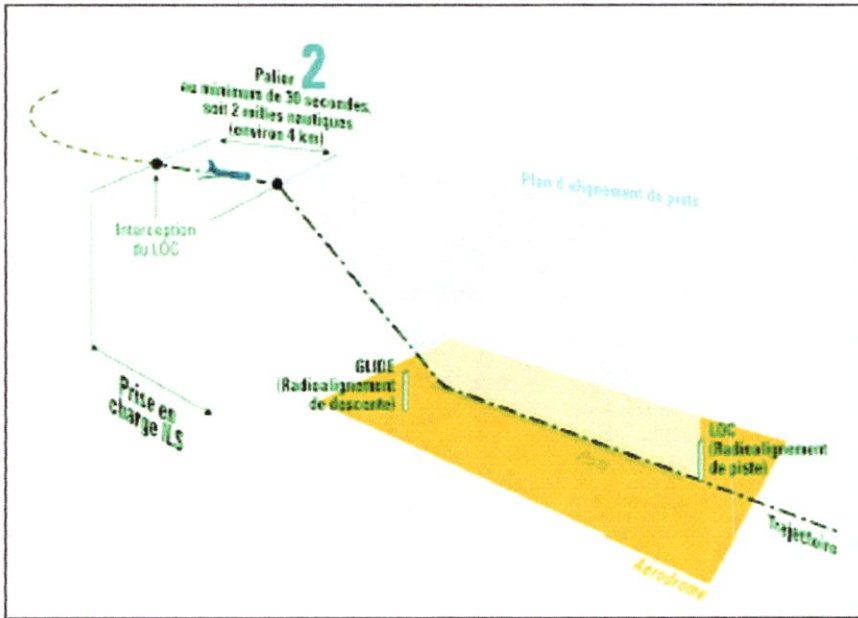 Palier 2
au minimum de 30 secondes,
soit 2 milles nautiques
(environ 4 km)
Plan d'alignement de piste
Interception
du LOC
Prise en
charge ILS
GLIDE
(Radioalignement
de descente)
LOC
(Radioalignement
de piste)
Trajectoire
Aérodrome